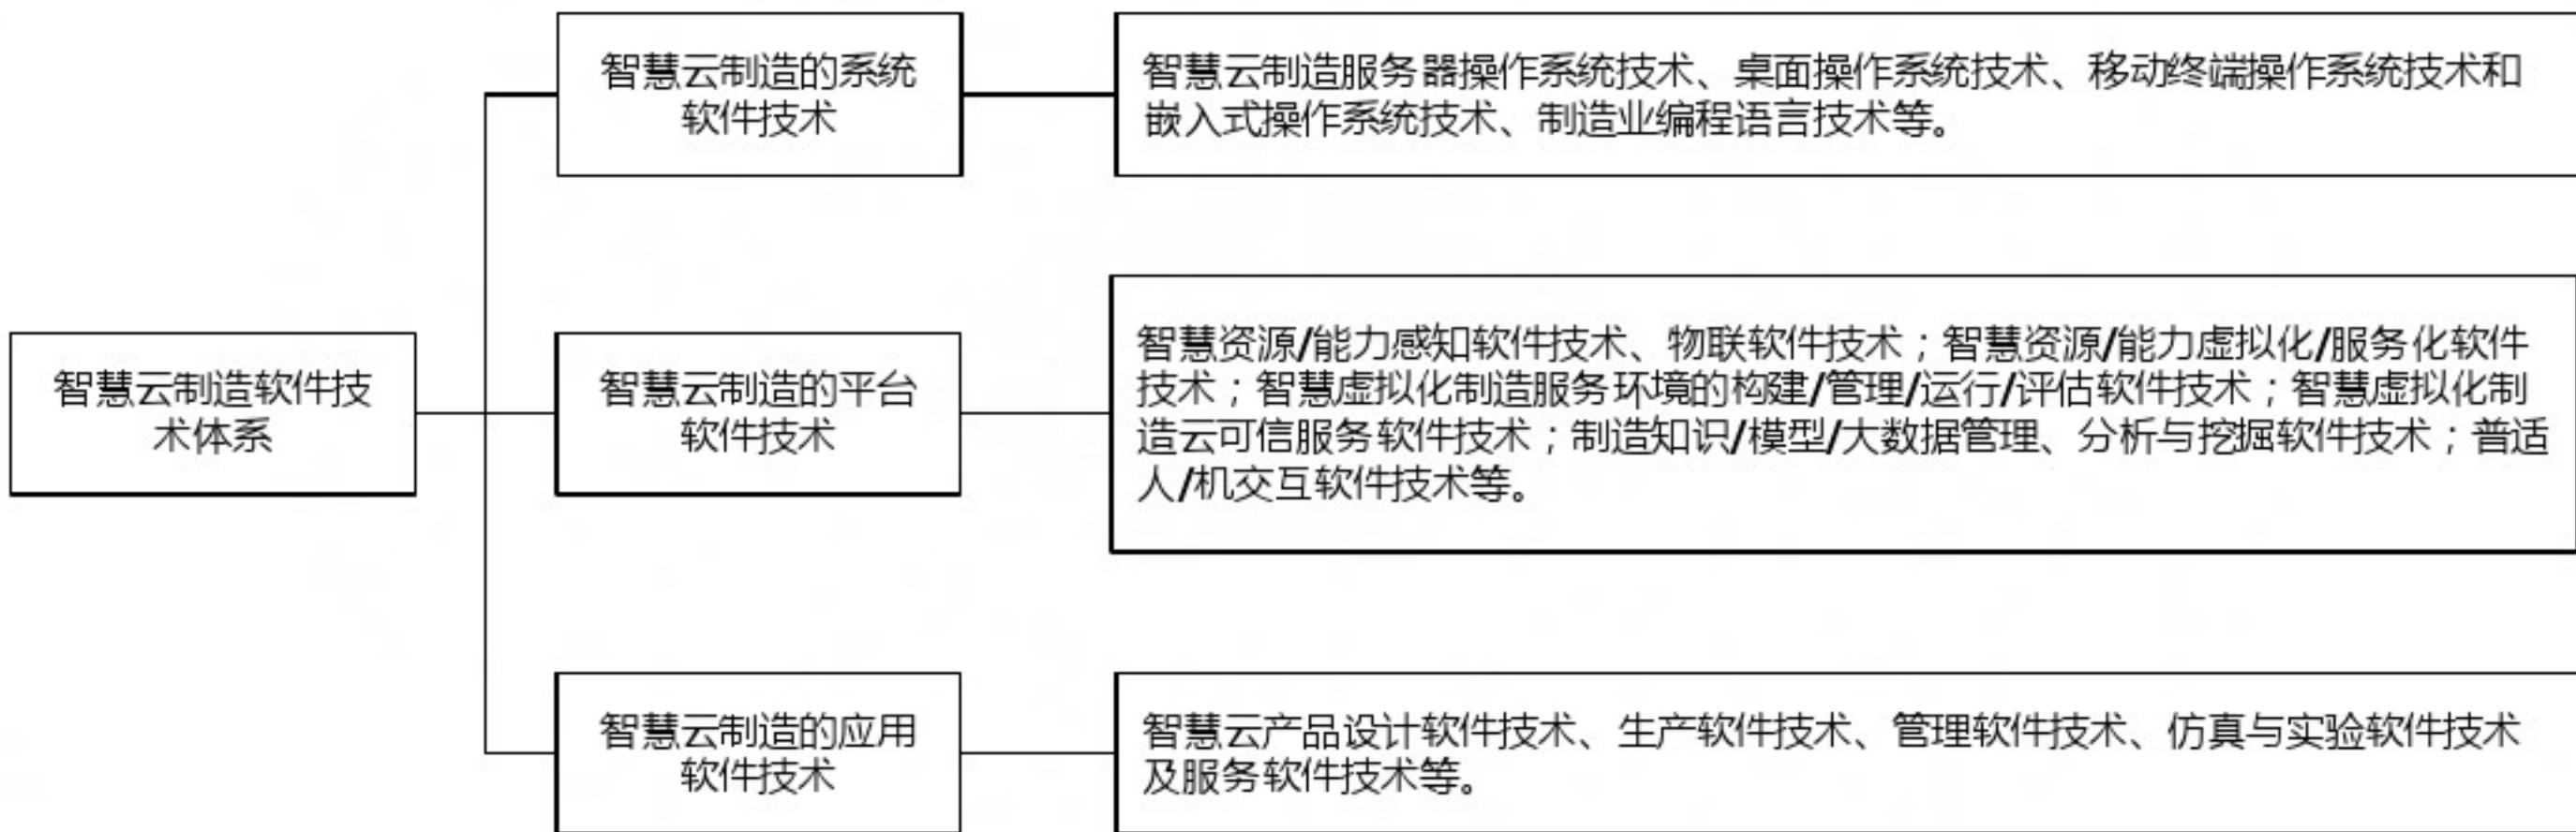 智慧云制造的系统
软件技术
智慧云制造服务器操作系统技术、桌面操作系统技术、移动终端操作系统技术和
嵌入式操作系统技术、制造业编程语言技术等。
智慧云制造软件技
术体系
智慧云制造的平台
软件技术
智慧资源/能力感知软件技术、物联软件技术；智慧资源/能力虚拟化/服务化软件
技术；智慧虚拟化制造服务环境的构建/管理/运行/评估软件技术；智慧虚拟化制
造云可信服务软件技术；制造知识/模型/大数据管理、分析与挖掘软件技术；普适
人/机交互软件技术等。
智慧云制造的应用
软件技术
智慧云产品设计软件技术、生产软件技术、管理软件技术、仿真与实验软件技术
及服务软件技术等。